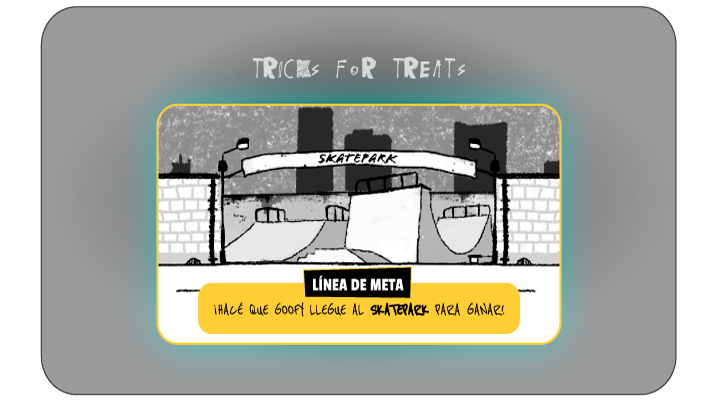 TRICKS FOR TREATS
SKATEPARK
LÍNEA DE META
¡HACÉ QUE GOOFY LLEGUE AL SKATEPARK PARA GANAR!